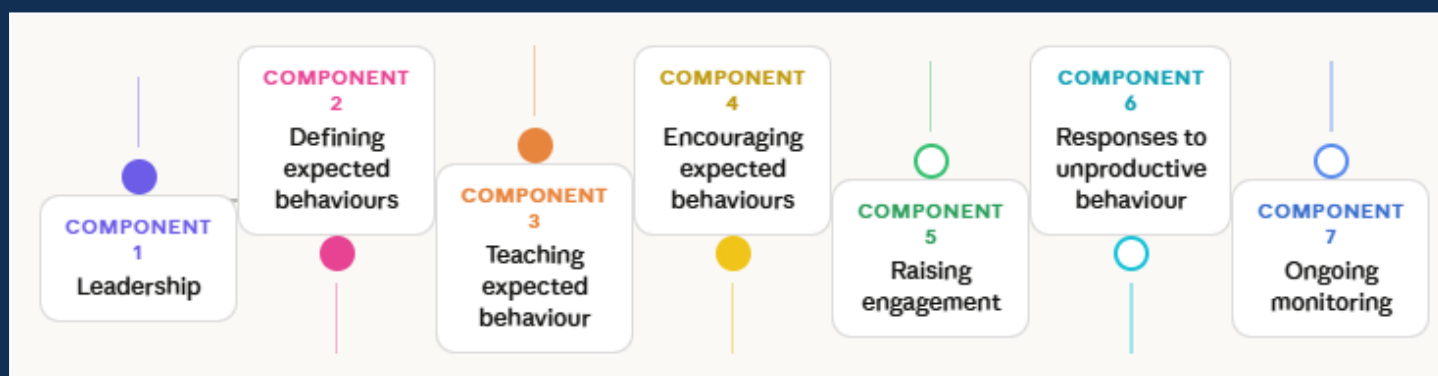 COMPONENT
1
Leadership
COMPONENT
2
Defining
expected
behaviours
COMPONENT
3
Teaching
expected
behaviour
COMPONENT
4
Encouraging
expected
behaviours
COMPONENT
5
Raising
engagement
COMPONENT
6
Responses to
unproductive
behaviour
COMPONENT
7
Ongoing
monitoring